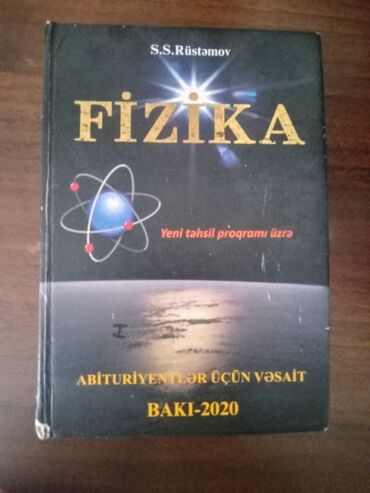 S.S.Rüstəmov
FİZİKA
Yeni təhsil proqramı üzrə
ABİTURİYENTLƏR ÜÇÜN VƏSAİT
BAKI-2020